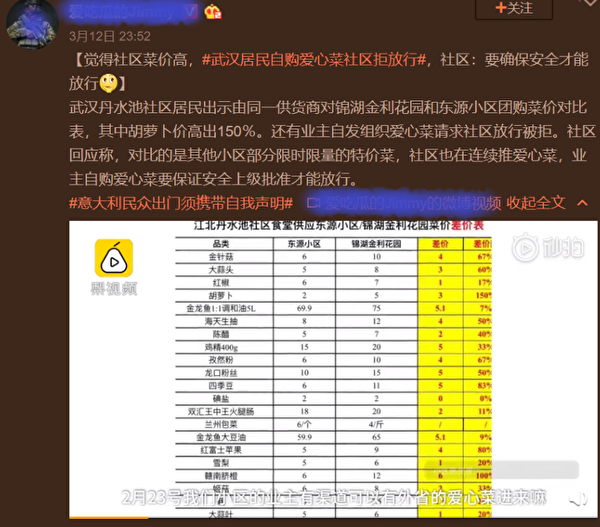 +关注
3月12日 23:52
【觉得社区菜价高，#武汉居民自购爱心菜社区拒放行#，社区：要确保安全才能
放行🤔】
武汉丹水池社区居民出示由同一供货商对锦湖金利花园和东源小区团购菜价对比
表，其中胡萝卜价高出150%。还有业主自发组织爱心菜请求社区放行被拒。社区
回应称，对比的是其他小区部分限时限量的特价菜，社区也在连续推爱心菜，业
主自购爱心菜要保证安全上级批准才能放行。
#意大利民众出门须携带自我声明# 爱吃瓜的Jimmy的微博视频 收起全文
江北丹水池社区食堂供应东源小区/锦湖金利花园菜价差价表
梨视频
秒拍
品类 东源小区 锦湖金利花园 差价 差价
金针菇 6 10 4 67%
大蒜头 5 8 3 60%
红椒 6 7 1 17%
胡萝卜 2 5 3 150%
金龙鱼1:1调和油5L 69.9 75 5.1 7%
海天生抽 8 12 4 50%
陈醋 5 7 2 40%
鸡精400g 15 20 5 33%
孜然粉 6 10 4 67%
龙口粉丝 10 15 5 50%
四季豆 6 11 5 83%
碘盐 2 2 0 0%
双汇王中王火腿肠 18 20 2 11%
兰州包菜 6/个 4/斤 / /
金龙鱼大豆油 59.9 65 5.1 9%
红富士苹果 5 9 4 80%
雪梨 5 6 1 20%
赣南脐橙 6 12 6 100%
2月23号我们小区的业主有渠道可以有外省的爱心菜进来嘛
大蒜叶 5 6 1 20%